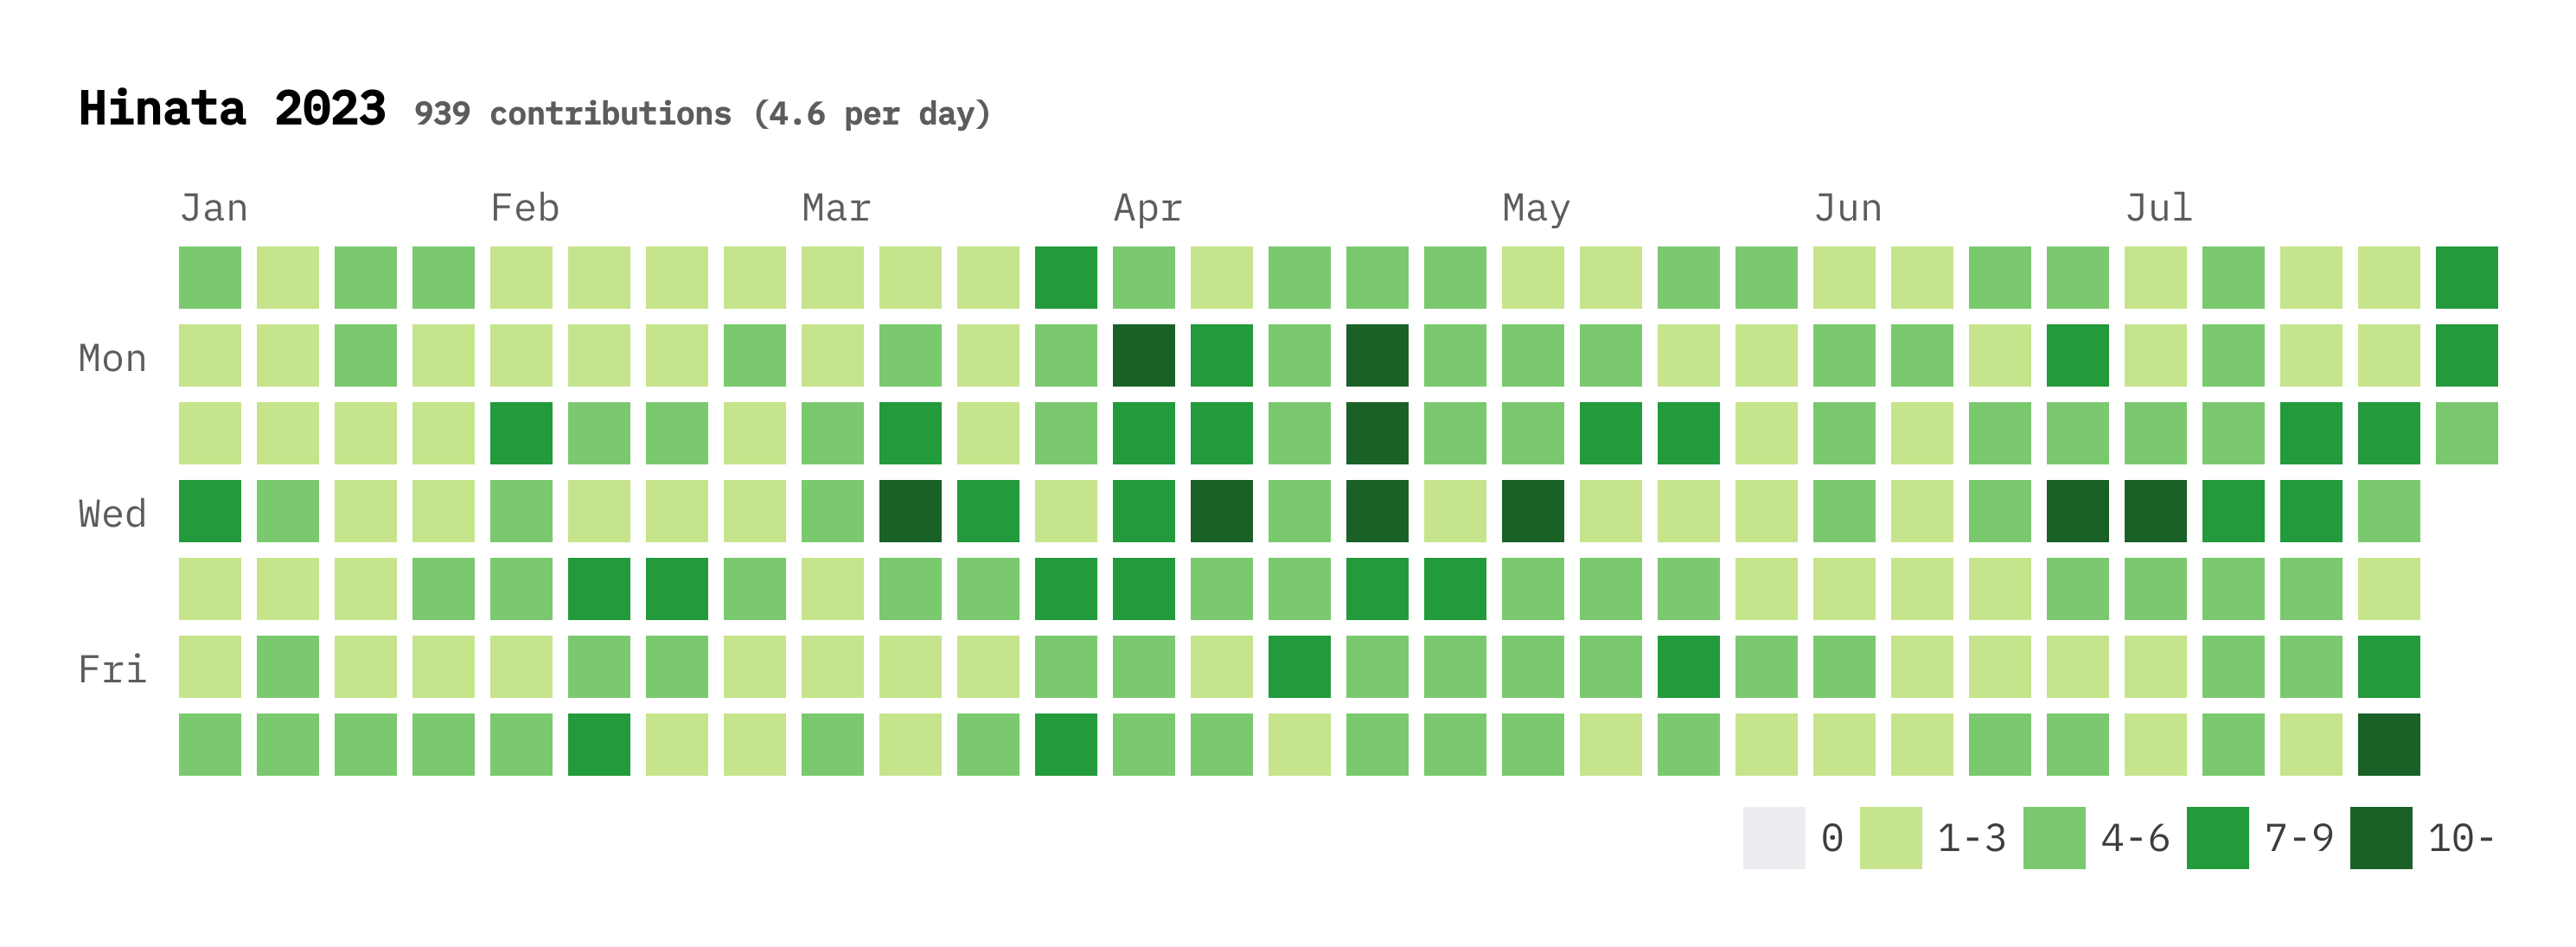 Hinata 2023 939 contributions (4.6 per day)
Jan Feb Mar Apr May Jun Jul
Mon
Wed
Fri
0 1-3 4-6 7-9 10-